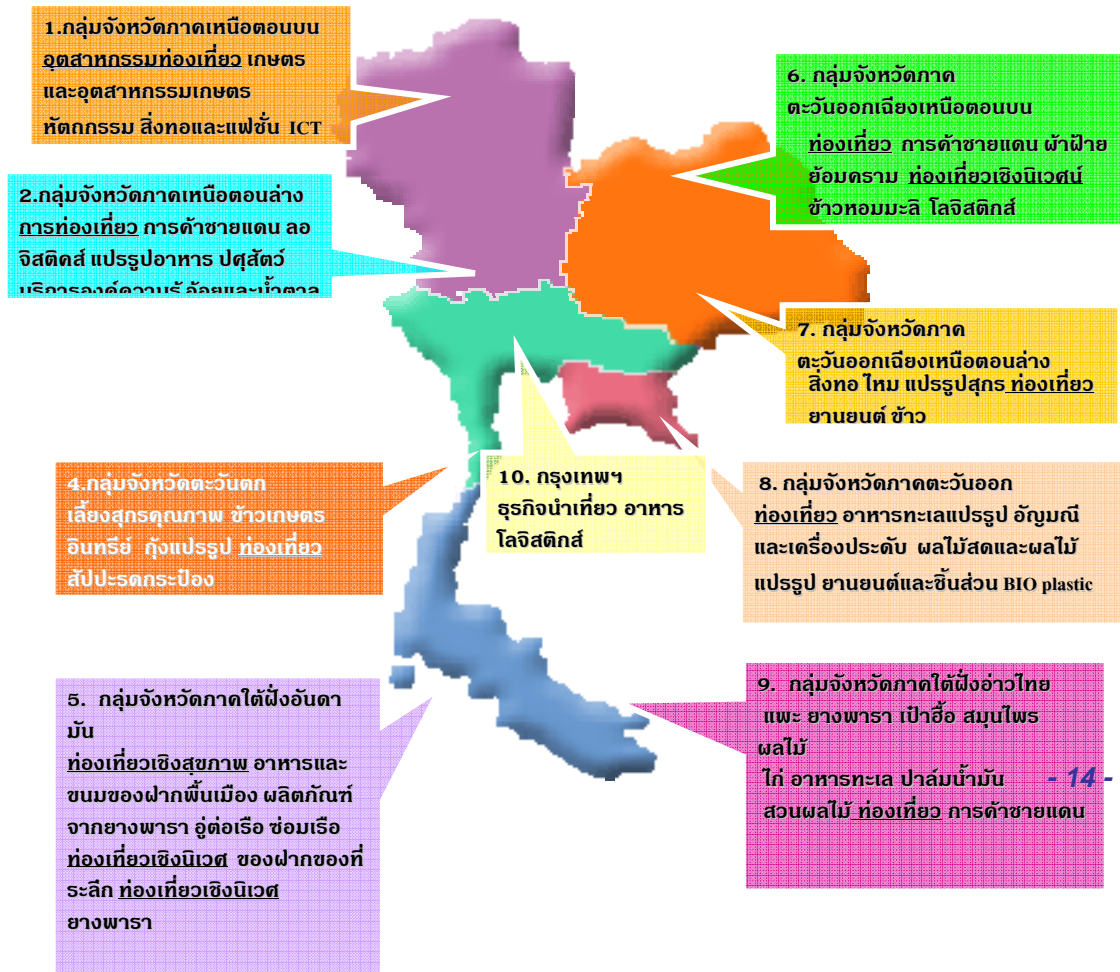 1.กลุ่มจังหวัดภาคเหนือตอนบน
อุตสาหกรรมท่องเที่ยว เกษตร
และอุตสาหกรรมเกษตร
หัตถกรรม สิ่งทอและแฟชั่น ICT
2.กลุ่มจังหวัดภาคเหนือตอนล่าง
การท่องเที่ยว การค้าชายแดน ลอ
จิสติคส์ แปรรูปอาหาร ปศุสัตว์
บริการองค์ความรู้ อ้อยและน้ำตาล
4.กลุ่มจังหวัดตะวันตก
เลี้ยงสุกรคุณภาพ ข้าวเกษตร
อินทรีย์ กุ้งแปรรูป ท่องเที่ยว
สัปปะรดกระป๋อง
5. กลุ่มจังหวัดภาคใต้ฝั่งอันดา
มัน
ท่องเที่ยวเชิงสุขภาพ อาหารและ
ขนมของฝากพื้นเมือง ผลิตภัณฑ์
จากยางพารา อู่ต่อเรือ ซ่อมเรือ
ท่องเที่ยวเชิงนิเวศ ของฝากของที่
ระลึก ท่องเที่ยวเชิงนิเวศ
ยางพารา
6. กลุ่มจังหวัดภาค
ตะวันออกเฉียงเหนือตอนบน
ท่องเที่ยว การค้าชายแดน ผ้าฝ้าย
ย้อมคราม ท่องเที่ยวเชิงนิเวศน์
ข้าวหอมมะลิ โลจิสติกส์
7. กลุ่มจังหวัดภาค
ตะวันออกเฉียงเหนือตอนล่าง
สิ่งทอ ไหม แปรรูปสุกร ท่องเที่ยว
ยานยนต์ ข้าว
10. กรุงเทพฯ
ธุรกิจนำเที่ยว อาหาร
โลจิสติกส์
8. กลุ่มจังหวัดภาคตะวันออก
ท่องเที่ยว อาหารทะเลแปรรูป อัญมณี
และเครื่องประดับ ผลไม้สดและผลไม้
แปรรูป ยานยนต์และชิ้นส่วน BIO plastic
9. กลุ่มจังหวัดภาคใต้ฝั่งอ่าวไทย
แพะ ยางพารา เป๋าฮื้อ สมุนไพร
ผลไม้
ไก่ อาหารทะเล ปาล์มน้ำมัน
สวนผลไม้ ท่องเที่ยว การค้าชายแดน
- 14 -